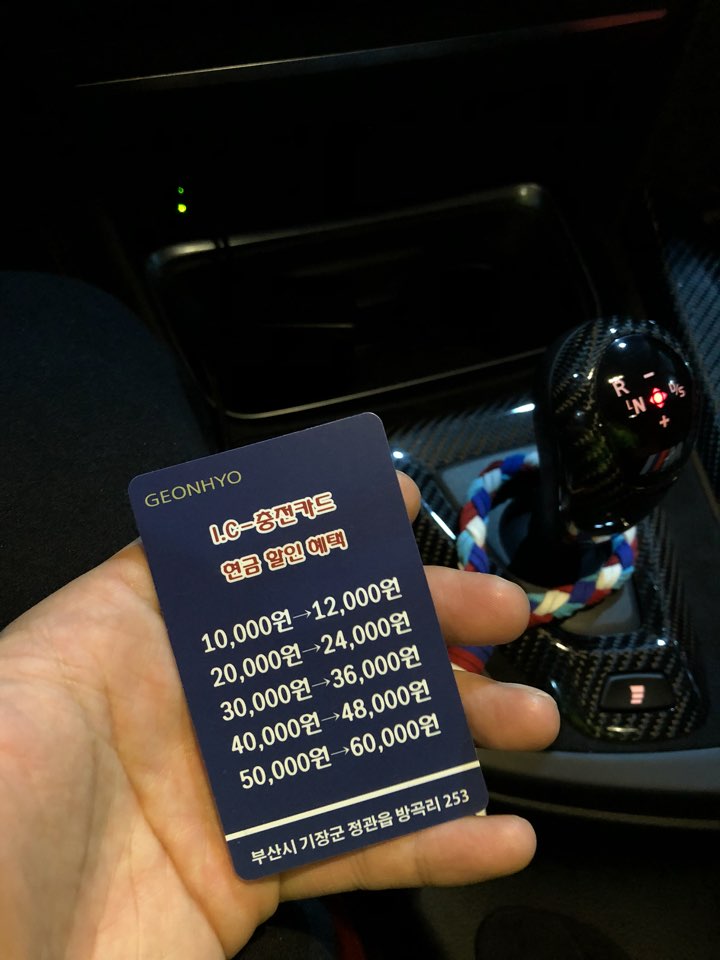 GEONHYO
I.C-충전카드
현금 할인 혜택
10,000원→12,000원
20,000원→24,000원
30,000원→36,000원
40,000원→48,000원
50,000원→60,000원
부산시 기장군 정관읍 방곡리 253
R
N
D/S
−
+